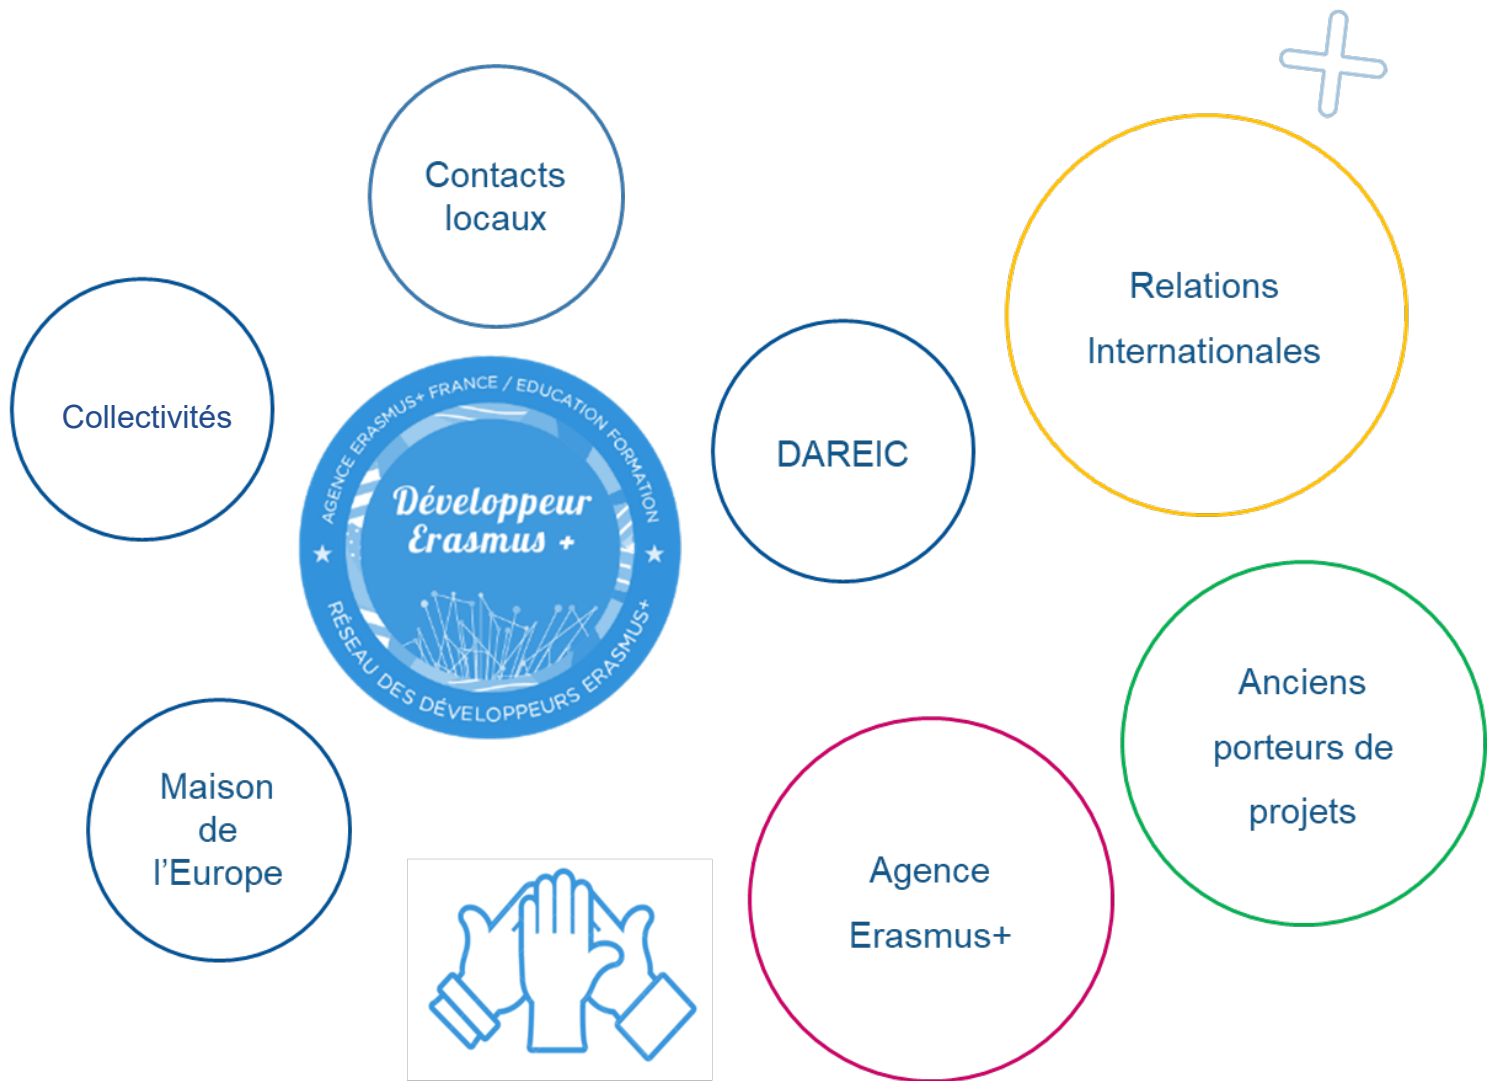 Contacts
locaux
Relations
Internationales
Collectivités
DAREIC
AGENCE ERASMUS+ FRANCE / EDUCATION FORMATION
Développeur
Erasmus +
RÉSEAU DES DÉVELOPPEURS ERASMUS+
Anciens
porteurs de
projets
Maison
de
l’Europe
Agence
Erasmus+